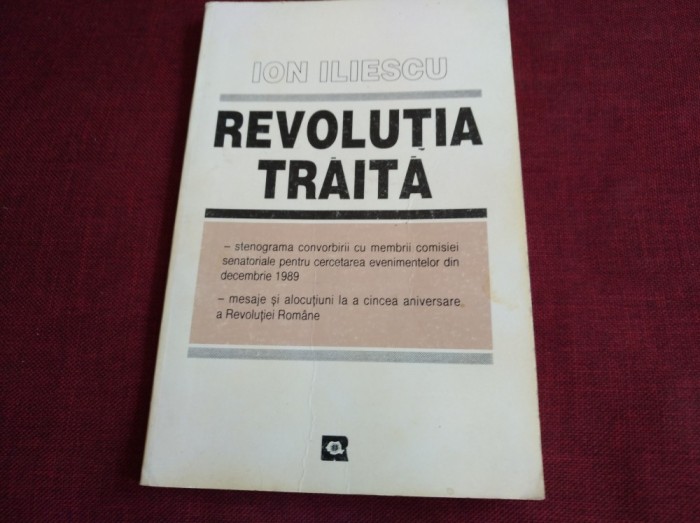 ION ILIESCU
REVOLUȚIA
TRĂITĂ
– stenograma convorbirii cu membrii comisiei
senatoriale pentru cercetarea evenimentelor din
decembrie 1989
– mesaje și alocuțiuni la a cincea aniversare
a Revoluției Române
R